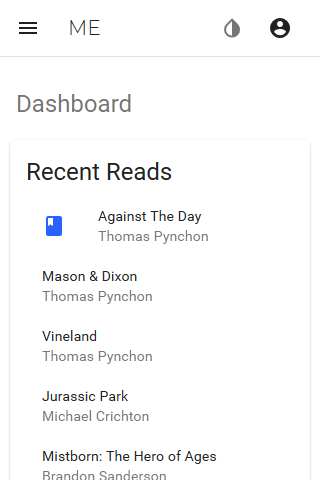 ME
Dashboard
Recent Reads
Against The Day
Thomas Pynchon
Mason & Dixon
Thomas Pynchon
Vineland
Thomas Pynchon
Jurassic Park
Michael Crichton
Mistborn: The Hero of Ages
Brandon Sanderson